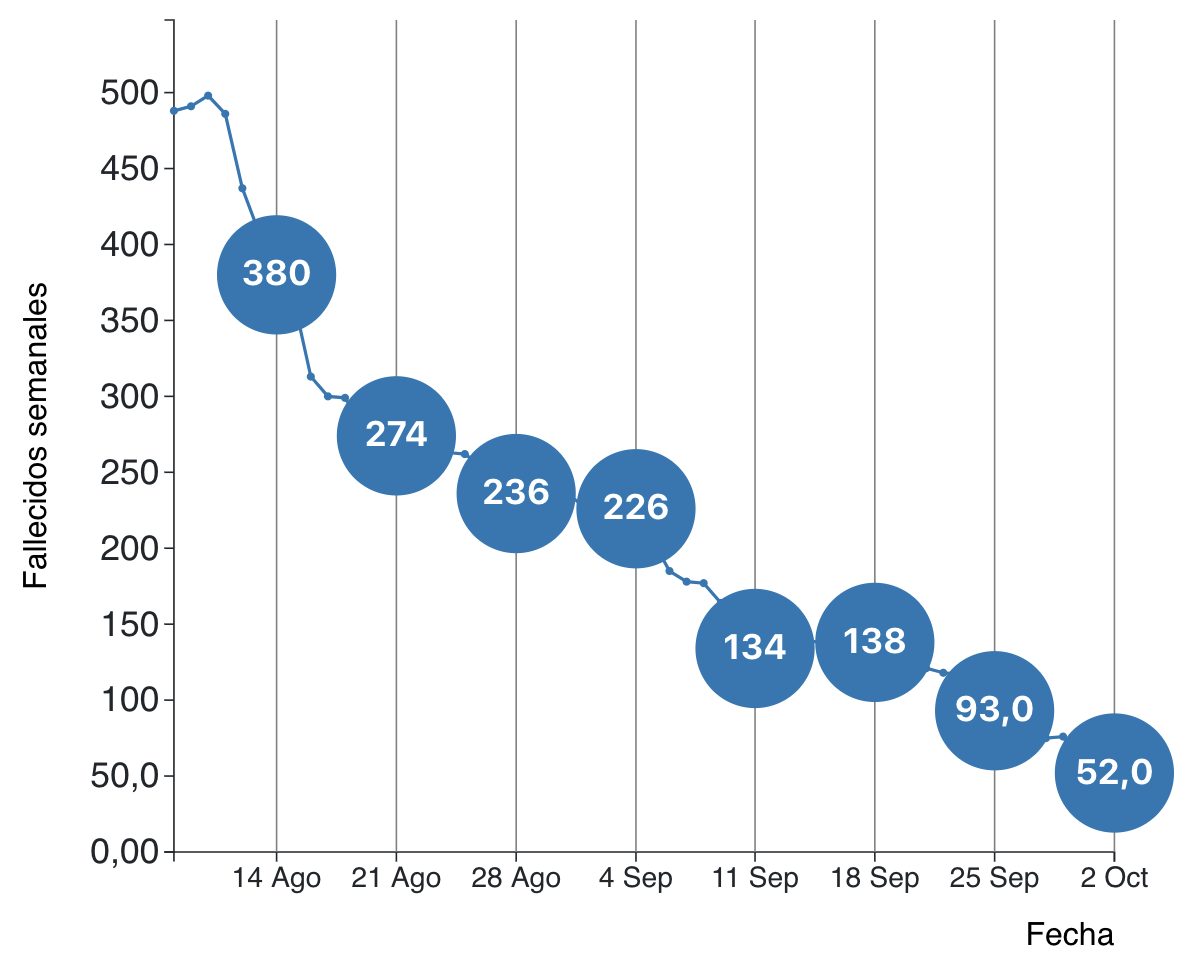 Fallecidos semanales
500
450
400
350
300
250
200
150
100
50,0
0,00
380
274
236
226
134
138
93,0
52,0
14 Ago
21 Ago
28 Ago
4 Sep
11 Sep
18 Sep
25 Sep
2 Oct
Fecha